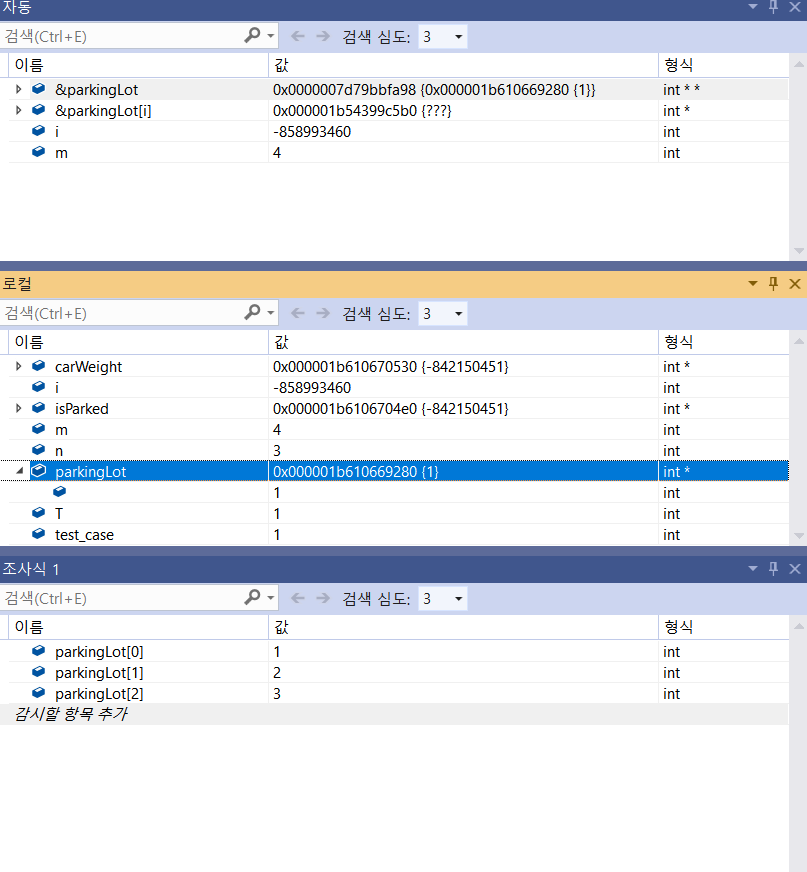 자동
검색(Ctrl+E) 검색 심도: 3
이름 값 형식
&parkingLot 0x0000007d79bbfa98 {0x000001b610669280 {1}} int * *
&parkingLot[i] 0x000001b54399c5b0 {???} int *
i -858993460 int
m 4 int
로컬
검색(Ctrl+E) 검색 심도: 3
이름 값 형식
carWeight 0x000001b610670530 {-842150451} int *
i -858993460 int
isParked 0x000001b6106704e0 {-842150451} int *
m 4 int
n 3 int
parkingLot 0x000001b610669280 {1} int *
1 int
T 1 int
test_case 1 int
조사식 1
검색(Ctrl+E) 검색 심도: 3
이름 값 형식
parkingLot[0] 1 int
parkingLot[1] 2 int
parkingLot[2] 3 int
감시할 항목 추가